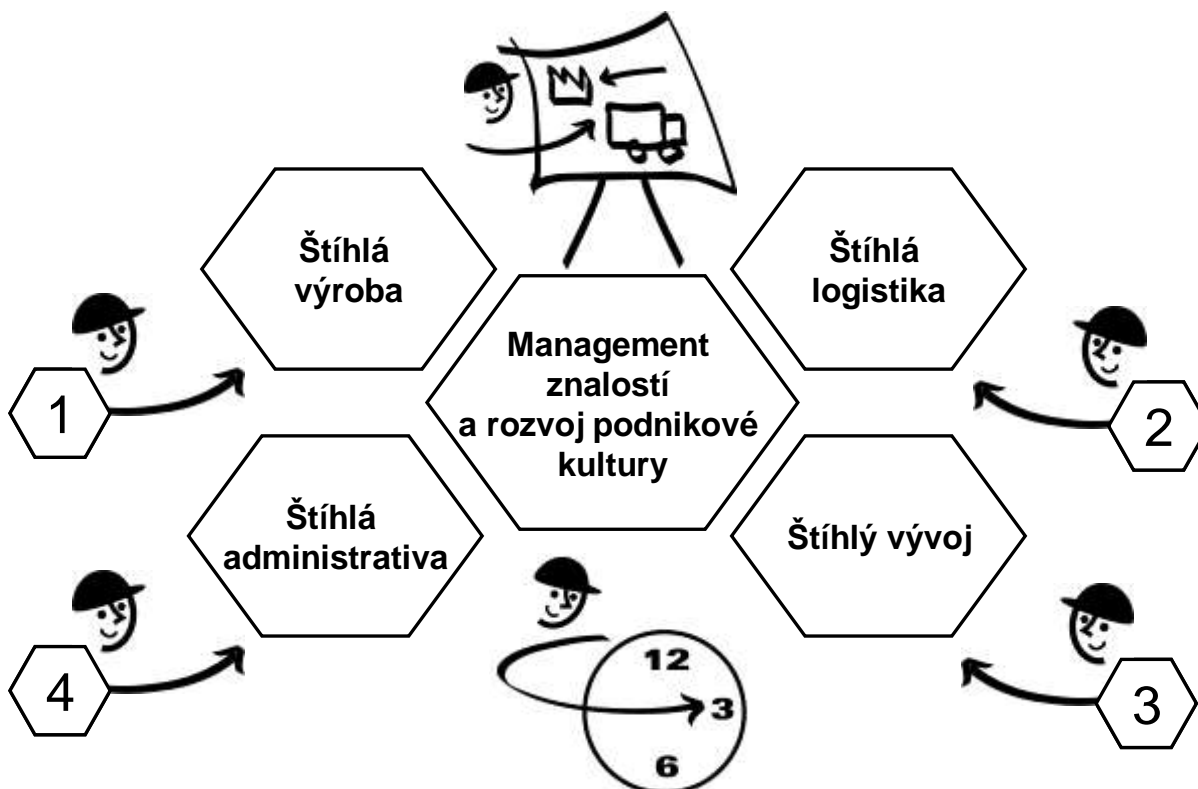 Štíhlá
výroba
Štíhlá
logistika
Management
znalostí
a rozvoj podnikové
kultury
1
2
Štíhlá
administrativa
Štíhlý vývoj
4
3
12
3
6